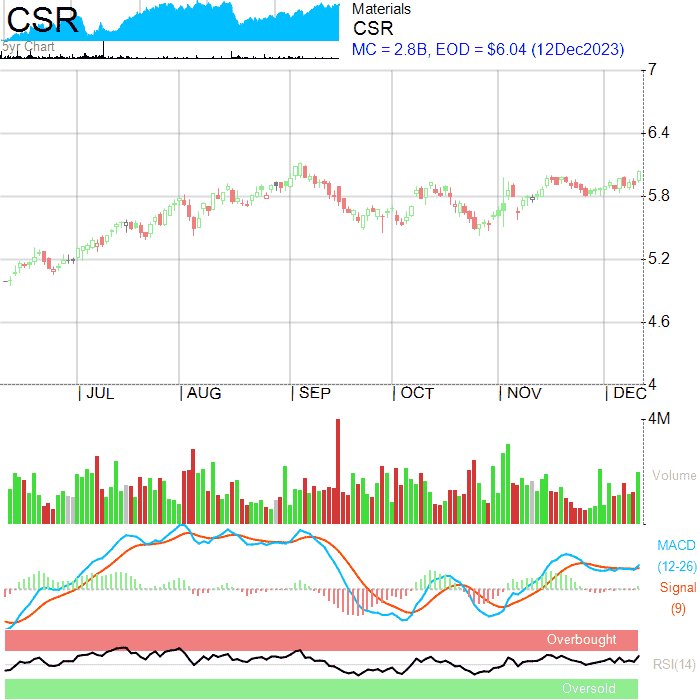 CSR
5yr Chart
Materials
CSR
MC = 2.8B, EOD = $6.04 (12Dec2023)
7
6.4
5.8
5.2
4.6
4
| JUL | AUG | SEP | OCT | NOV | DEC
4M
Volume
MACD
(12-26)
Signal
(9)
Overbought
RSI(14)
Oversold